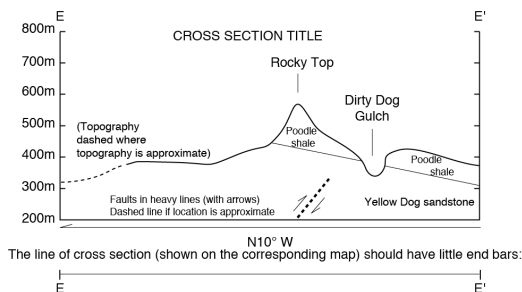 E E'
800m
CROSS SECTION TITLE
700m
Rocky Top
600m
Dirty Dog
Gulch
500m
(Topography
dashed where
topography is approximate)
Poodle
shale
400m
Poodle
shale
300m
Faults in heavy lines (with arrows)
Dashed line if location is approximate
Yellow Dog sandstone
200m
N10° W
The line of cross section (shown on the corresponding map) should have little end bars:
E E'